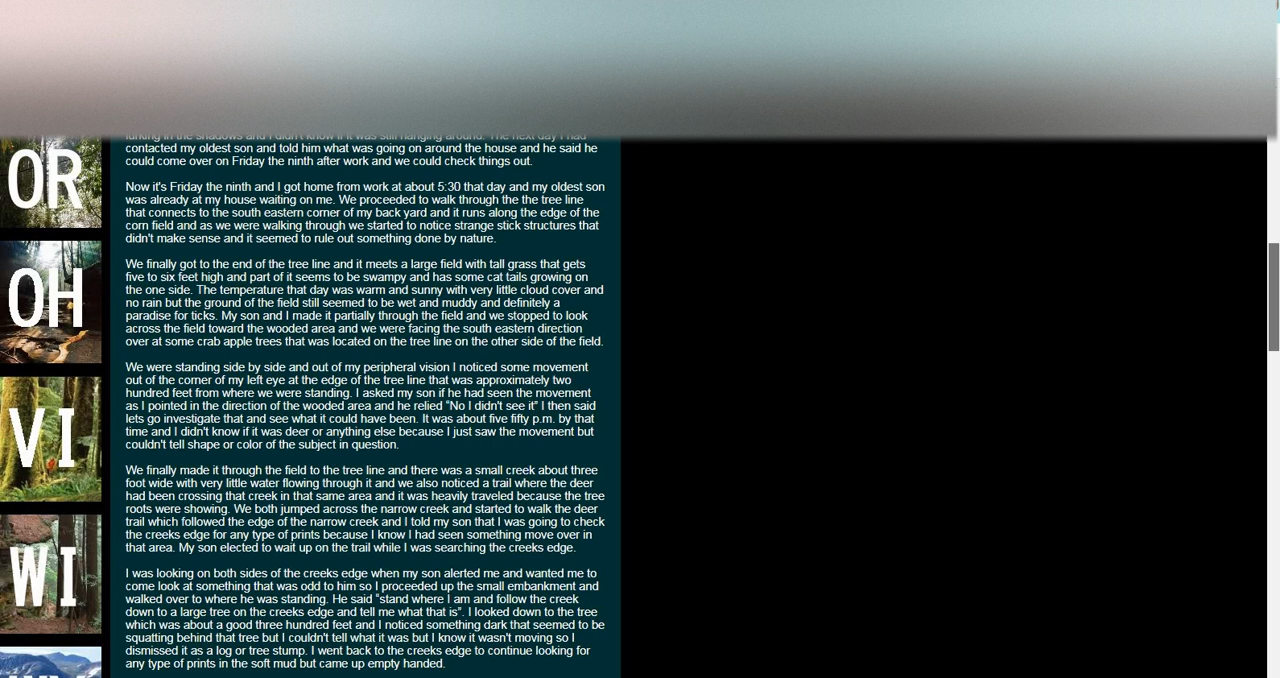 lurking in the shadows and I didn't know if it was still hanging around. The next day I had
contacted my oldest son and told him what was going on around the house and he said he
could come over on Friday the ninth after work and we could check things out.
Now it's Friday the ninth and I got home from work at about 5:30 that day and my oldest son
was already at my house waiting on me. We proceeded to walk through the the tree line
that connects to the south eastern corner of my back yard and it runs along the edge of the
corn field and as we were walking through we started to notice strange stick structures that
didn't make sense and it seemed to rule out something done by nature.
We finally got to the end of the tree line and it meets a large field with tall grass that gets
five to six feet high and part of it seems to be swampy and has some cat tails growing on
the one side. The temperature that day was warm and sunny with very little cloud cover and
no rain but the ground of the field still seemed to be wet and muddy and definitely a
paradise for ticks. My son and I made it partially through the field and we stopped to look
across the field toward the wooded area and we were facing the south eastern direction
over at some crab apple trees that was located on the tree line on the other side of the field.
We were standing side by side and out of my peripheral vision I noticed some movement
out of the corner of my left eye at the edge of the tree line that was approximately two
hundred feet from where we were standing. I asked my son if he had seen the movement
as I pointed in the direction of the wooded area and he relied “No I didn't see it” I then said
lets go investigate that and see what it could have been. It was about five fifty p.m. by that
time and I didn't know if it was deer or anything else because I just saw the movement but
couldn't tell shape or color of the subject in question.
We finally made it through the field to the tree line and there was a small creek about three
foot wide with very little water flowing through it and we also noticed a trail where the deer
had been crossing that creek in that same area and it was heavily traveled because the tree
roots were showing. We both jumped across the narrow creek and started to walk the deer
trail which followed the edge of the narrow creek and I told my son that I was going to check
the creeks edge for any type of prints because I know I had seen something move over in
that area. My son elected to wait up on the trail while I was searching the creeks edge.
I was looking on both sides of the creeks edge when my son alerted me and wanted me to
come look at something that was odd to him so I proceeded up the small embankment and
walked over to where he was standing. He said “stand where I am and follow the creek
down to a large tree on the creeks edge and tell me what that is”. I looked down to the tree
which was about a good three hundred feet and I noticed something dark that seemed to be
squatting behind that tree but I couldn't tell what it was but I know it wasn't moving so I
dismissed it as a log or tree stump. I went back to the creeks edge to continue looking for
any type of prints in the soft mud but came up empty handed.
OR
OH
VI
WI